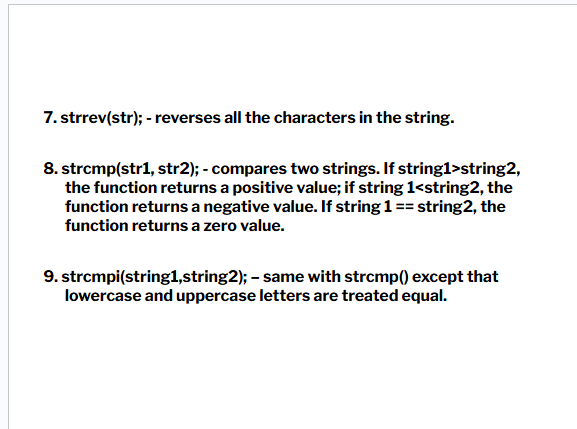 7. strrev(str); - reverses all the characters in the string.
8. strcmp(str1, str2); - compares two strings. If string1>string2,
the function returns a positive value; if string 1<string2, the
function returns a negative value. If string 1 == string2, the
function returns a zero value.
9. strcmpi(string1,string2); – same with strcmp() except that
lowercase and uppercase letters are treated equal.